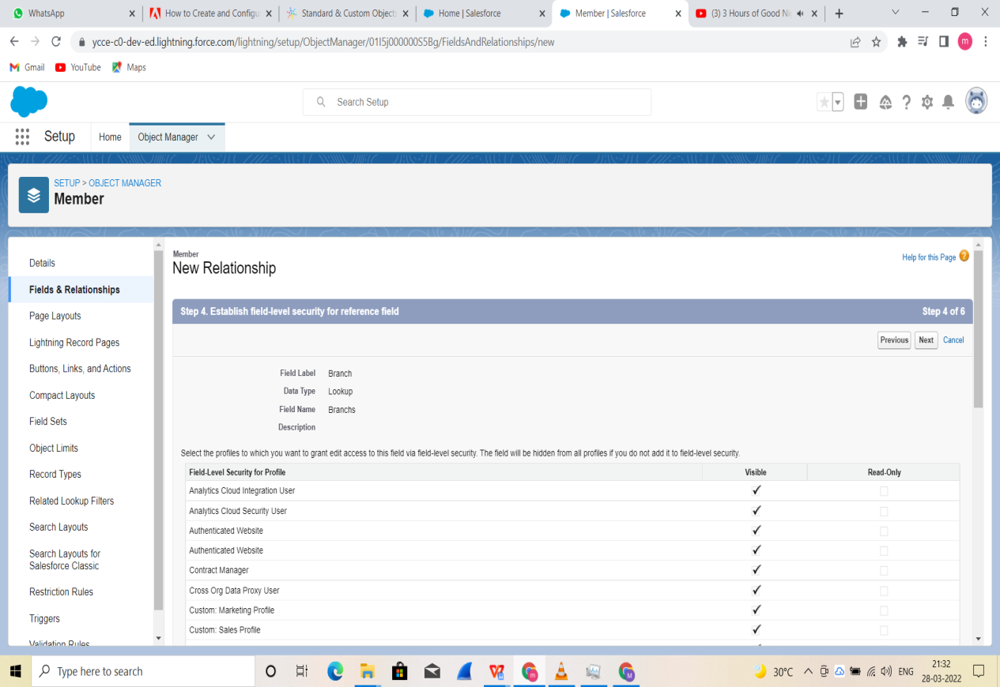 WhatsApp
How to Create and Configu
Standard & Custom Objects
Home | Salesforce
Member | Salesforce
(3) 3 Hours of Good Ni
ycce-c0-dev-ed.lightning.force.com/lightning/setup/ObjectManager/01I5j000000S5Bg/FieldsAndRelationships/new
m
Gmail
YouTube
Maps
Search Setup
Setup
Home
Object Manager
SETUP > OBJECT MANAGER
Member
Details
Fields & Relationships
Page Layouts
Lightning Record Pages
Buttons, Links, and Actions
Compact Layouts
Field Sets
Object Limits
Record Types
Related Lookup Filters
Search Layouts
Search Layouts for
Salesforce Classic
Restriction Rules
Triggers
Validation Rules
Member
New Relationship
Help for this Page ?
Step 4. Establish field-level security for reference field Step 4 of 6
Previous Next Cancel
Field Label Branch
Data Type Lookup
Field Name Branchs
Description
Select the profiles to which you want to grant edit access to this field via field-level security. The field will be hidden from all profiles if you do not add it to field-level security.
Field-Level Security for Profile Visible Read-Only
Analytics Cloud Integration User
Analytics Cloud Security User
Authenticated Website
Authenticated Website
Contract Manager
Cross Org Data Proxy User
Custom: Marketing Profile
Custom: Sales Profile
Type here to search
30°C
ENG
21:32
28-03-2022